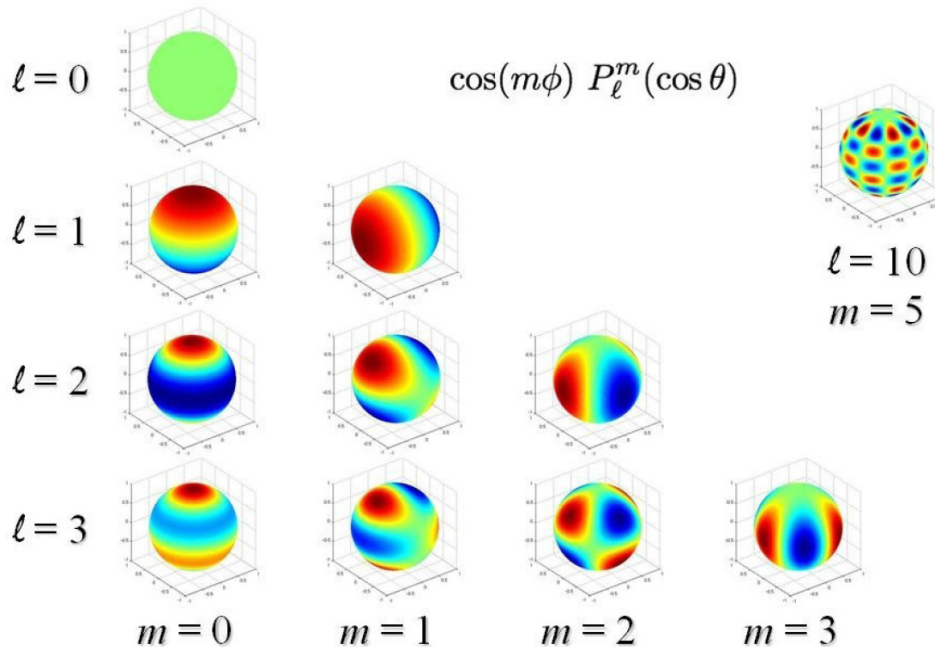 ℓ = 0
cos(mϕ) P_ℓ^m(cos θ)
ℓ = 1
ℓ = 10
m = 5
ℓ = 2
ℓ = 3
m = 0
m = 1
m = 2
m = 3